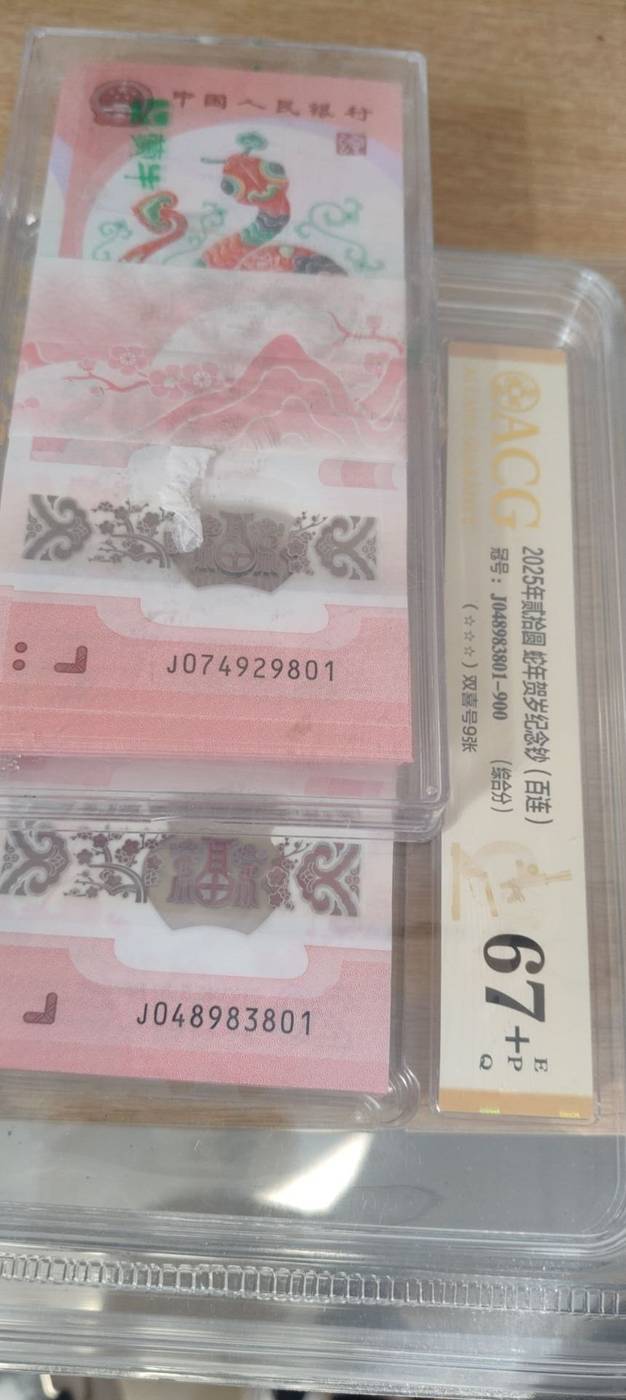 中国人民银行
J074929801
J048983801
ACG
2025年贰拾圆 蛇年贺岁纪念钞（百连）
冠号：J048983801-900 （综合分）
（☆☆☆）双喜号9张
67+
E
P
Q